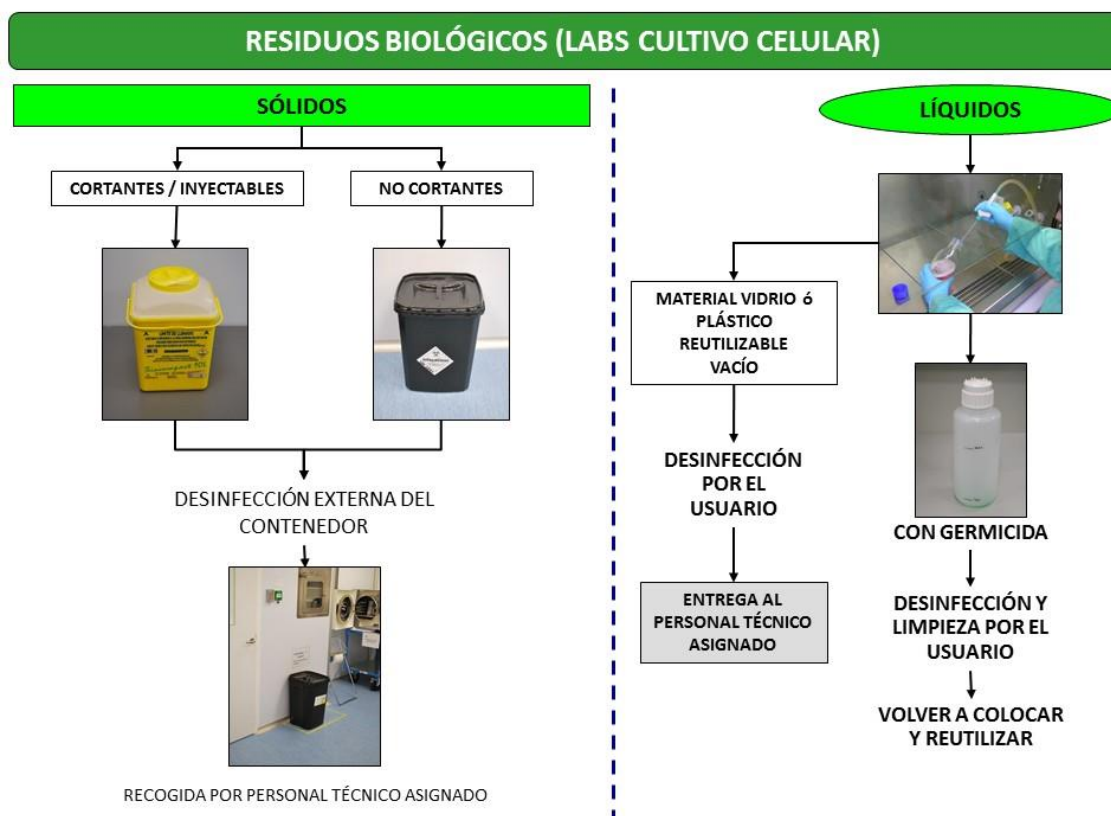 RESIDUOS BIOLÓGICOS (LABS CULTIVO CELULAR)
SÓLIDOS
CORTANTES / INYECTABLES
NO CORTANTES
DESINFECCIÓN EXTERNA DEL
CONTENEDOR
RECOGIDA POR PERSONAL TÉCNICO ASIGNADO
LÍQUIDOS
MATERIAL VIDRIO ó
PLÁSTICO
REUTILIZABLE
VACÍO
DESINFECCIÓN
POR EL
USUARIO
ENTREGA AL
PERSONAL TÉCNICO
ASIGNADO
CON GERMICIDA
DESINFECCIÓN Y
LIMPIEZA POR EL
USUARIO
VOLVER A COLOCAR
Y REUTILIZAR